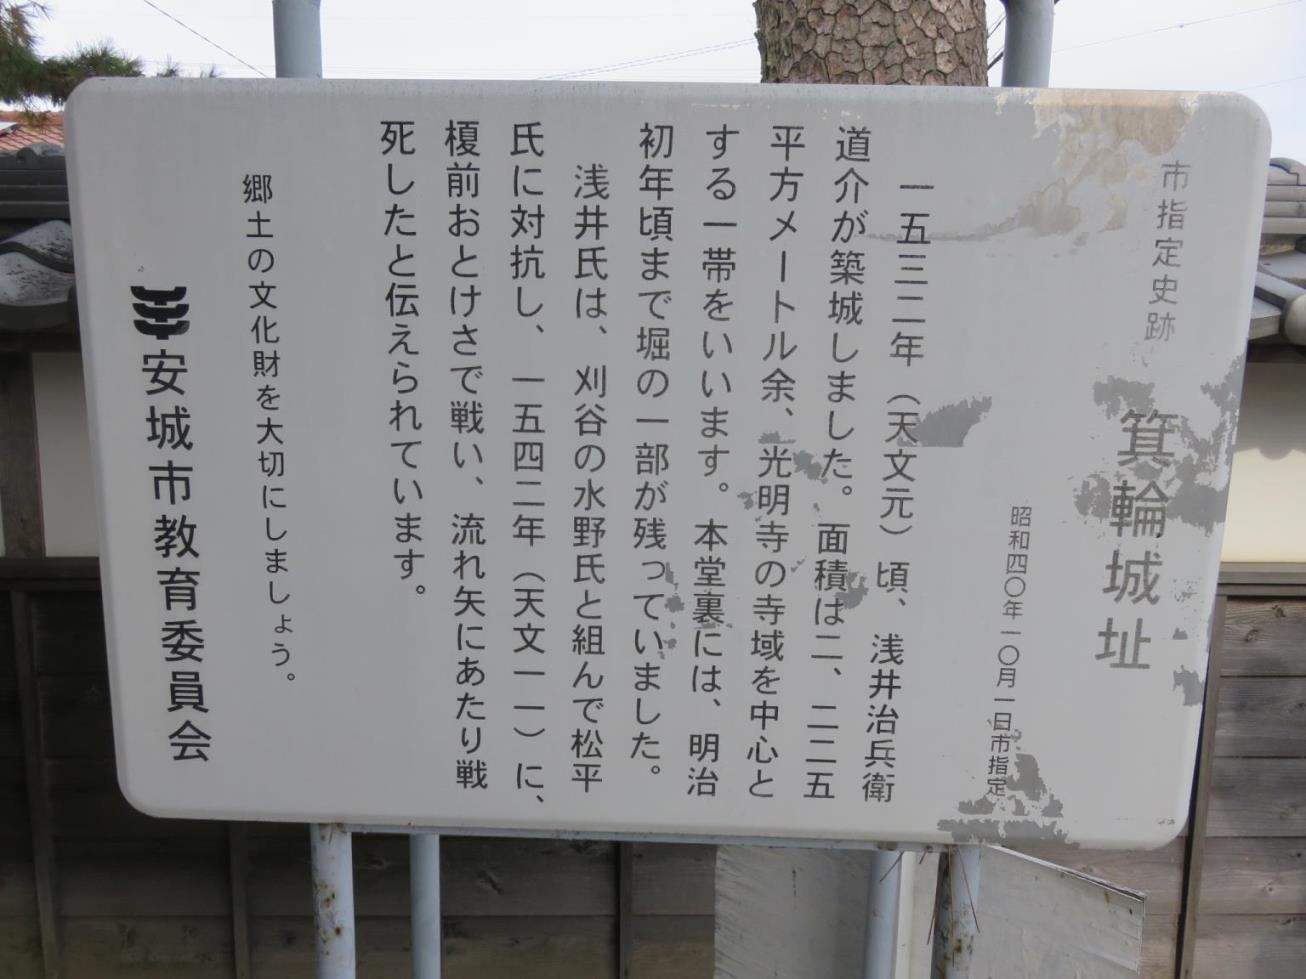 市指定史跡　箕輪城址
昭和四〇年一〇月一日市指定
一五三二年（天文元）頃、浅井治兵衛
道介が築城しました。面積は二、二二五
平方メートル余、光明寺の寺域を中心と
する一帯をいいます。本堂裏には、明治
初年頃まで堀の一部が残っていました。
浅井氏は、刈谷の水野氏と組んで松平
氏に対抗し、一五四二年（天文一一）に、
榎前おとけさで戦い、流れ矢にあたり戦
死したと伝えられています。
郷土の文化財を大切にしましょう。
安城市教育委員会